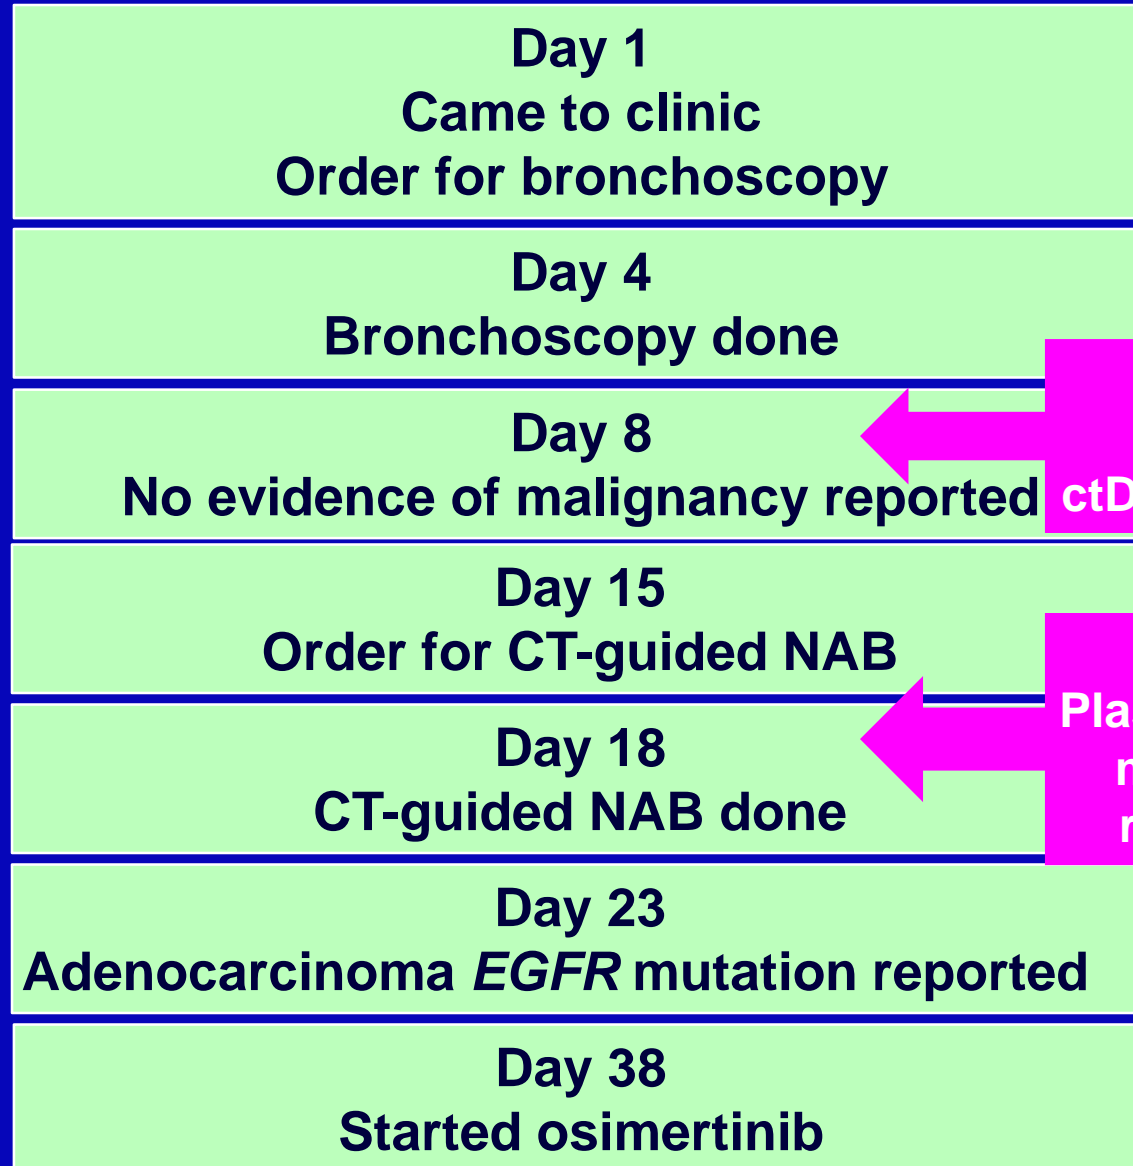 Day 1
Came to clinic
Order for bronchoscopy
Day 4
Bronchoscopy done
Day 8
No evidence of malignancy reported
ctD
Day 15
Order for CT-guided NAB
Pla
Day 18
CT-guided NAB done
Day 23
Adenocarcinoma EGFR mutation reported
Day 38
Started osimertinib